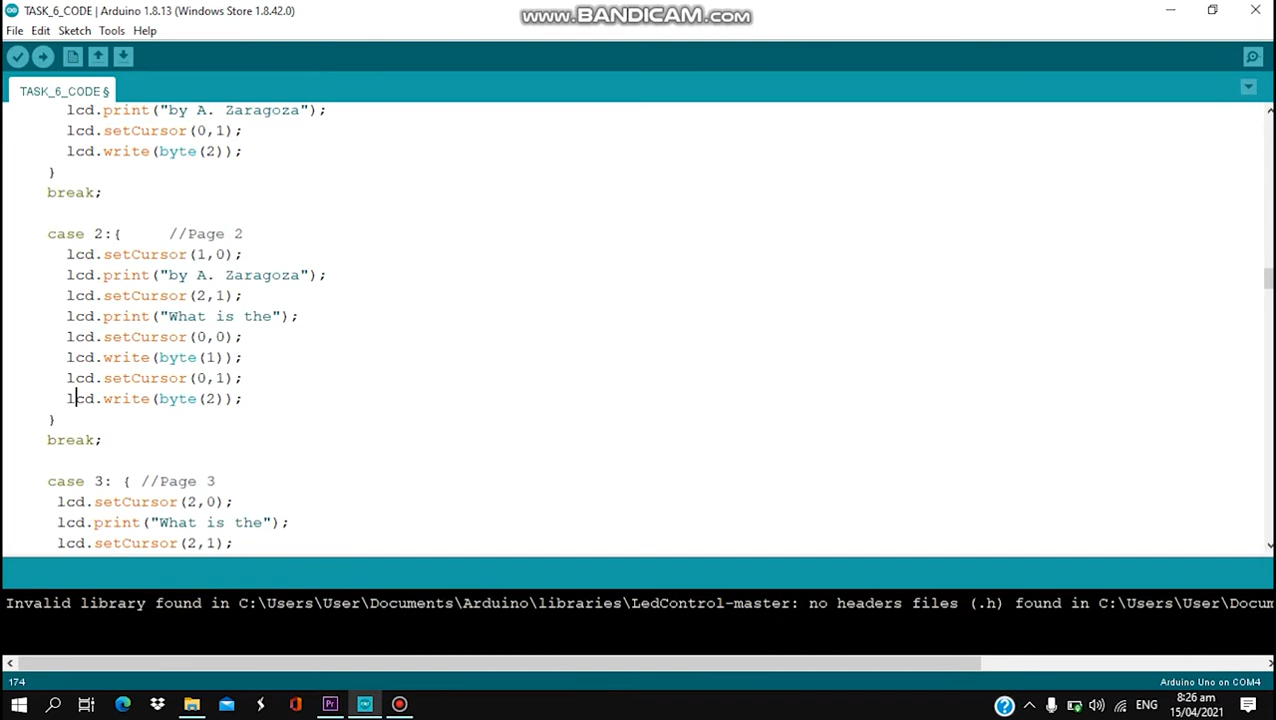 TASK_6_CODE | Arduino 1.8.13 (Windows Store 1.8.42.0)
www.BANDICAM.com
File Edit Sketch Tools Help
TASK_6_CODE §
lcd.print("by A. Zaragoza");
lcd.setCursor(0,1);
lcd.write(byte(2));
}
break;
case 2:{ //Page 2
lcd.setCursor(1,0);
lcd.print("by A. Zaragoza");
lcd.setCursor(2,1);
lcd.print("What is the");
lcd.setCursor(0,0);
lcd.write(byte(1));
lcd.setCursor(0,1);
lcd.write(byte(2));
}
break;
case 3: { //Page 3
lcd.setCursor(2,0);
lcd.print("What is the");
lcd.setCursor(2,1);
Invalid library found in C:\Users\User\Documents\Arduino\libraries\LedControl-master: no headers files (.h) found in C:\Users\User\Docum
174
Arduino Uno on COM4
Pr
ENG
8:26 am
15/04/2021